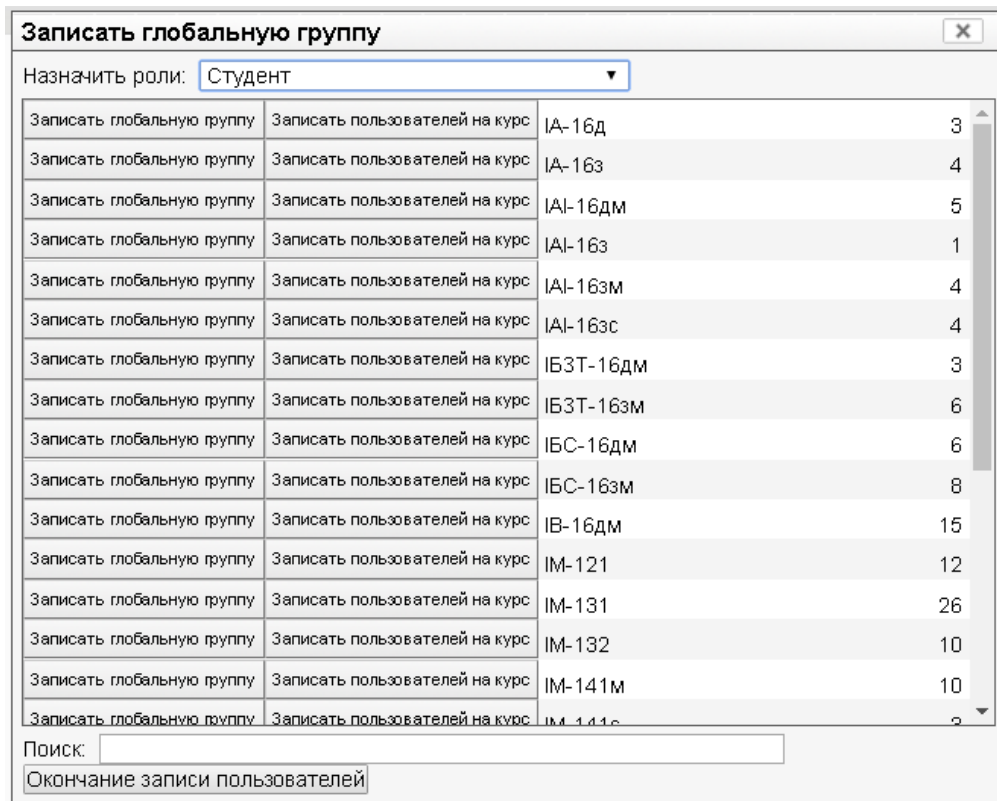 Записать глобальную группу
Назначить роли: Студент
Записать глобальную группу Записать пользователей на курс ІА-16д 3
Записать глобальную группу Записать пользователей на курс ІА-16з 4
Записать глобальную группу Записать пользователей на курс ІАІ-16дм 5
Записать глобальную группу Записать пользователей на курс ІАІ-16з 1
Записать глобальную группу Записать пользователей на курс ІАІ-16зм 4
Записать глобальную группу Записать пользователей на курс ІАІ-16зс 4
Записать глобальную группу Записать пользователей на курс ІБЗТ-16дм 3
Записать глобальную группу Записать пользователей на курс ІБЗТ-16зм 6
Записать глобальную группу Записать пользователей на курс ІБС-16дм 6
Записать глобальную группу Записать пользователей на курс ІБС-16зм 8
Записать глобальную группу Записать пользователей на курс ІВ-16дм 15
Записать глобальную группу Записать пользователей на курс ІМ-121 12
Записать глобальную группу Записать пользователей на курс ІМ-131 26
Записать глобальную группу Записать пользователей на курс ІМ-132 10
Записать глобальную группу Записать пользователей на курс ІМ-141м 10
Записать глобальную группу Записать пользователей на курс
Поиск:
Окончание записи пользователей